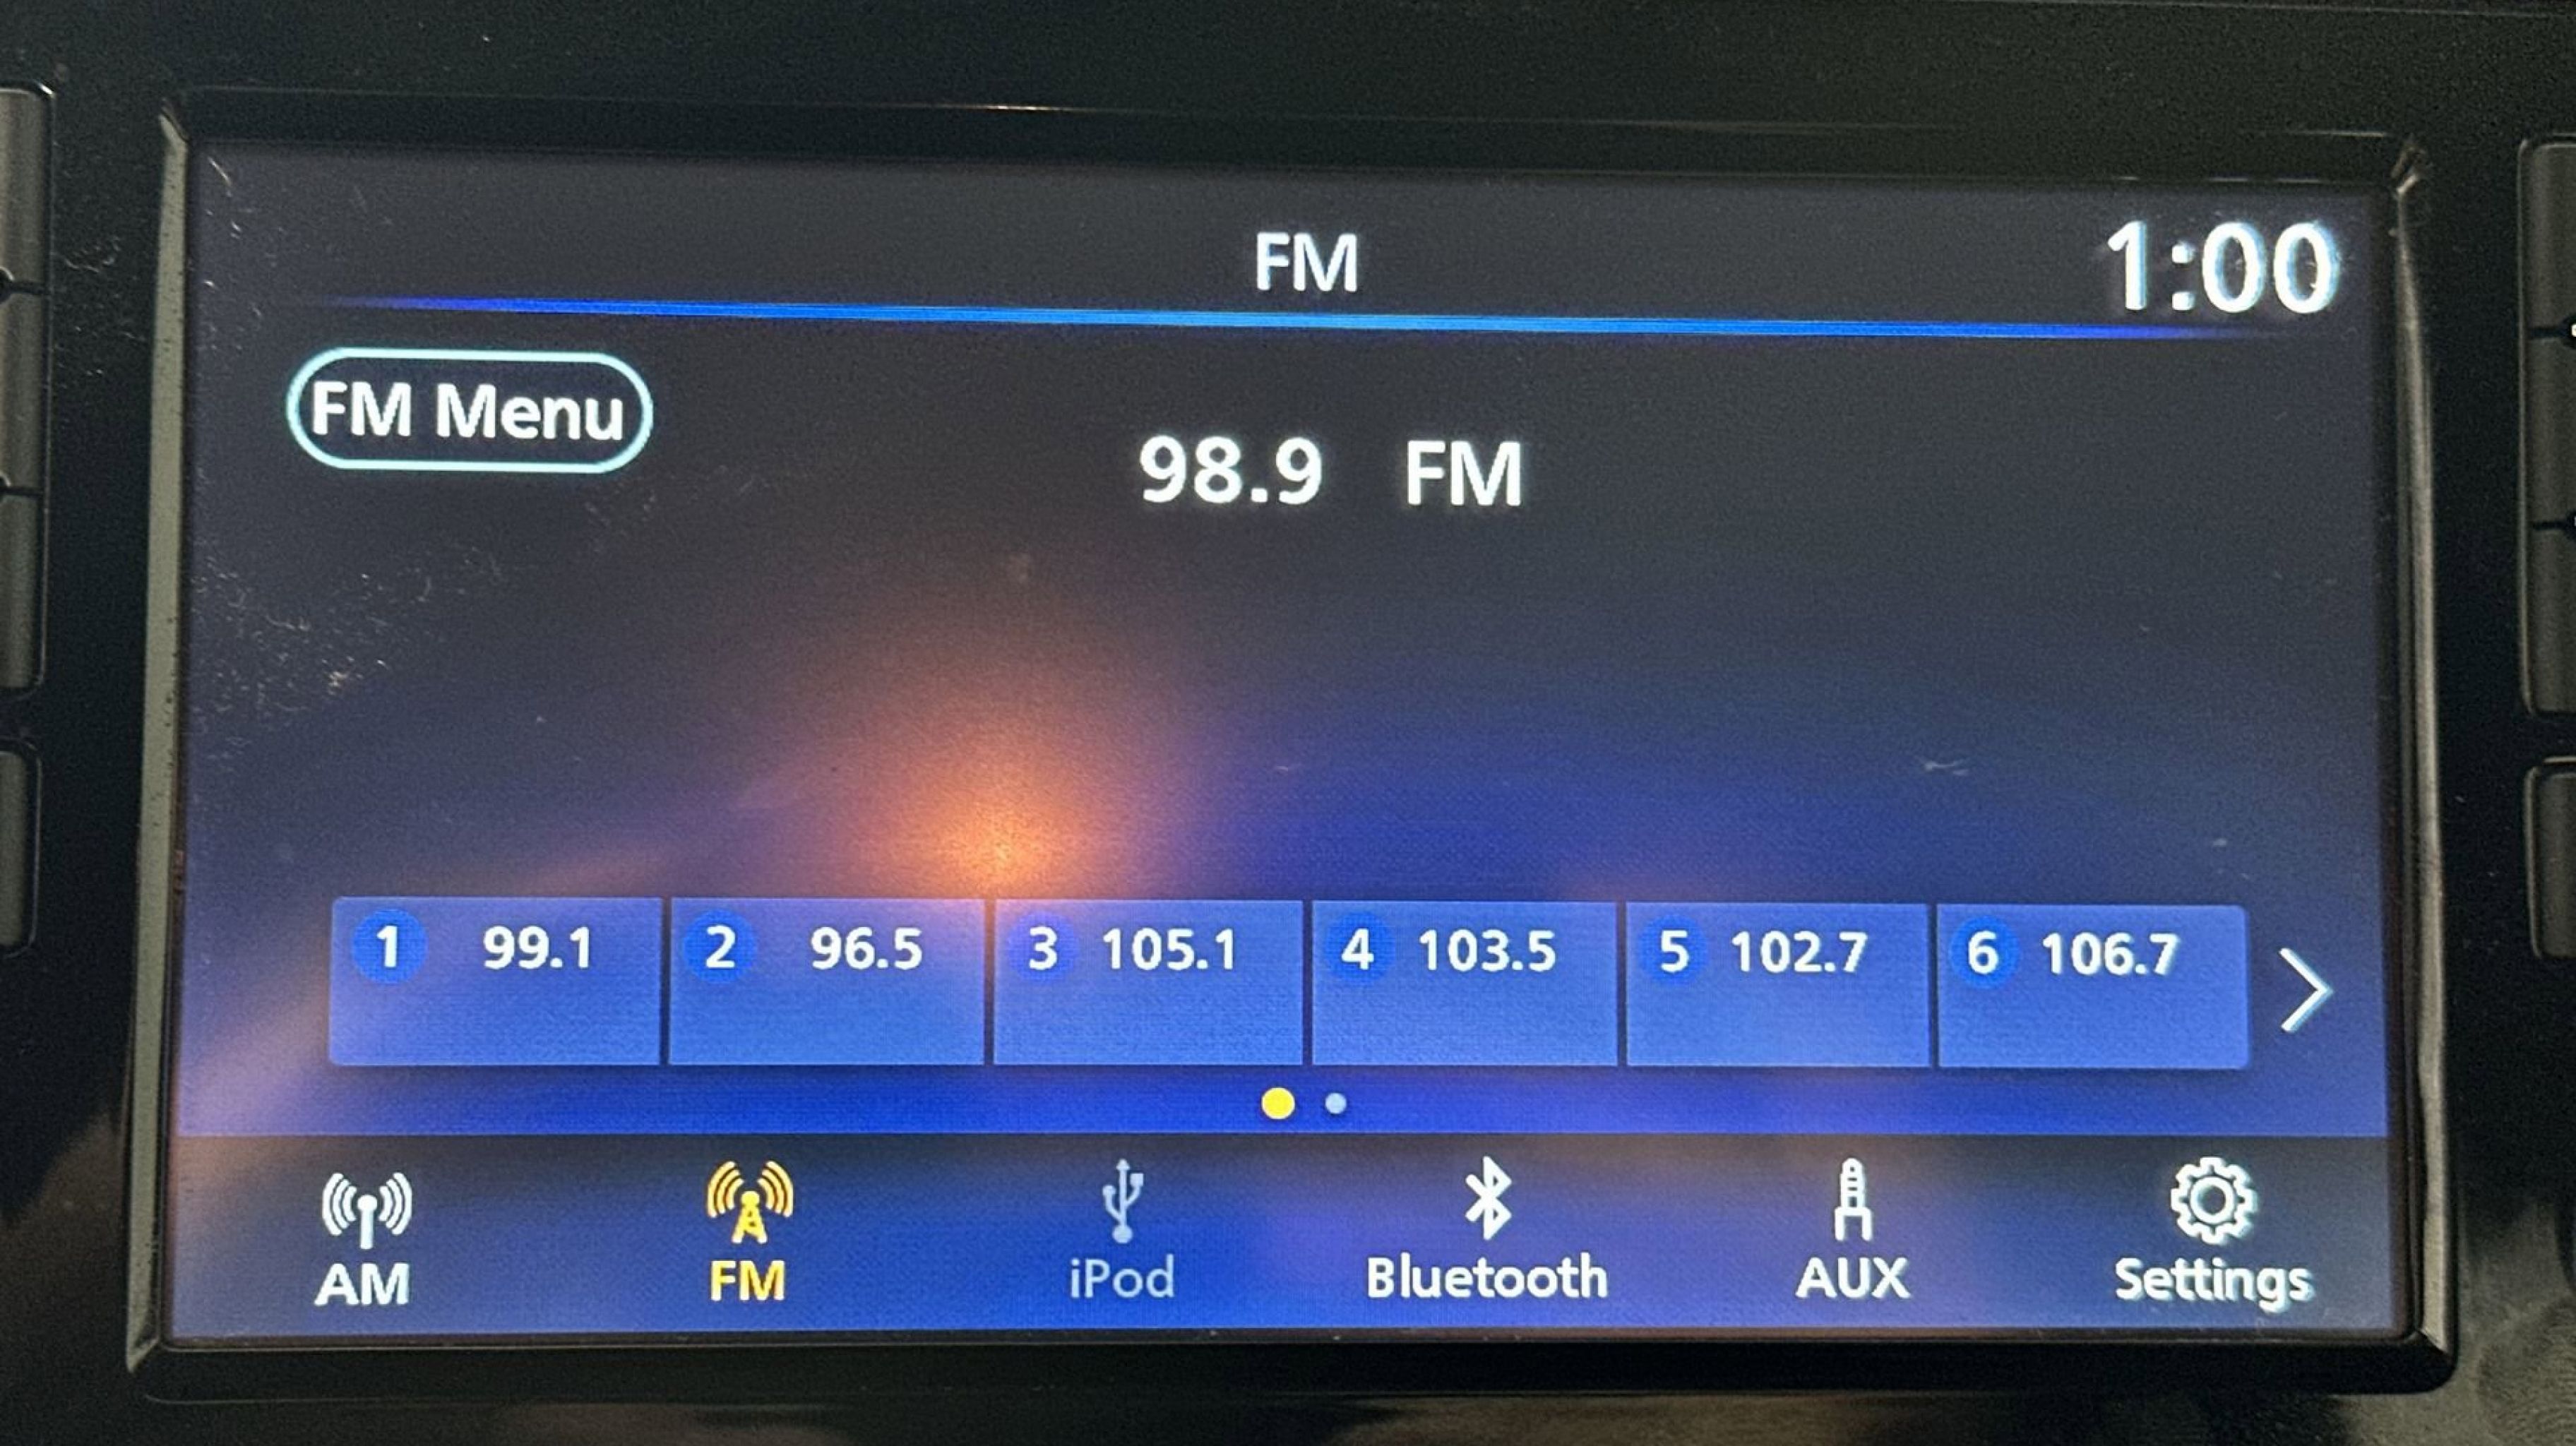 FM
1:00
FM Menu
98.9 FM
1 99.1 2 96.5 3 105.1 4 103.5 5 102.7 6 106.7
AM FM iPod Bluetooth AUX Settings